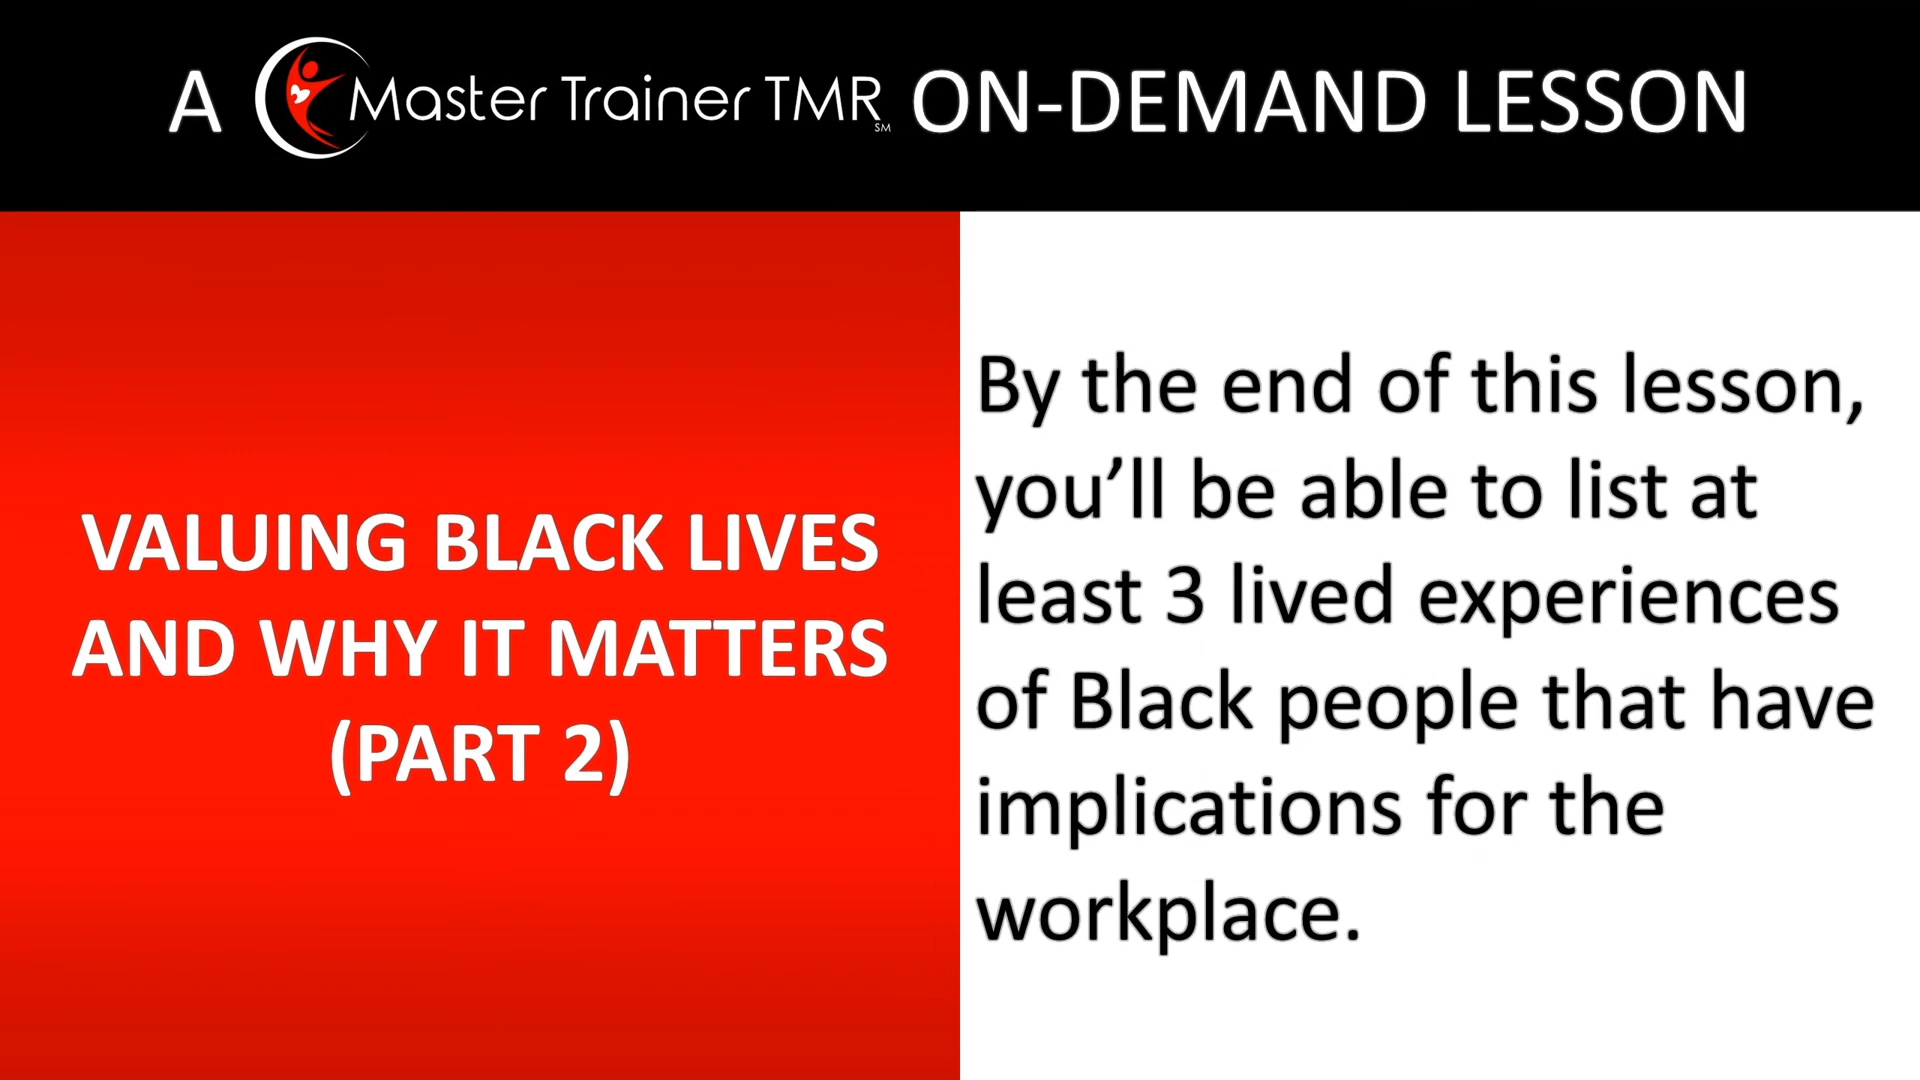 A Master Trainer TMR SM ON-DEMAND LESSON
VALUING BLACK LIVES
AND WHY IT MATTERS
(PART 2)
By the end of this lesson,
you’ll be able to list at
least 3 lived experiences
of Black people that have
implications for the
workplace.